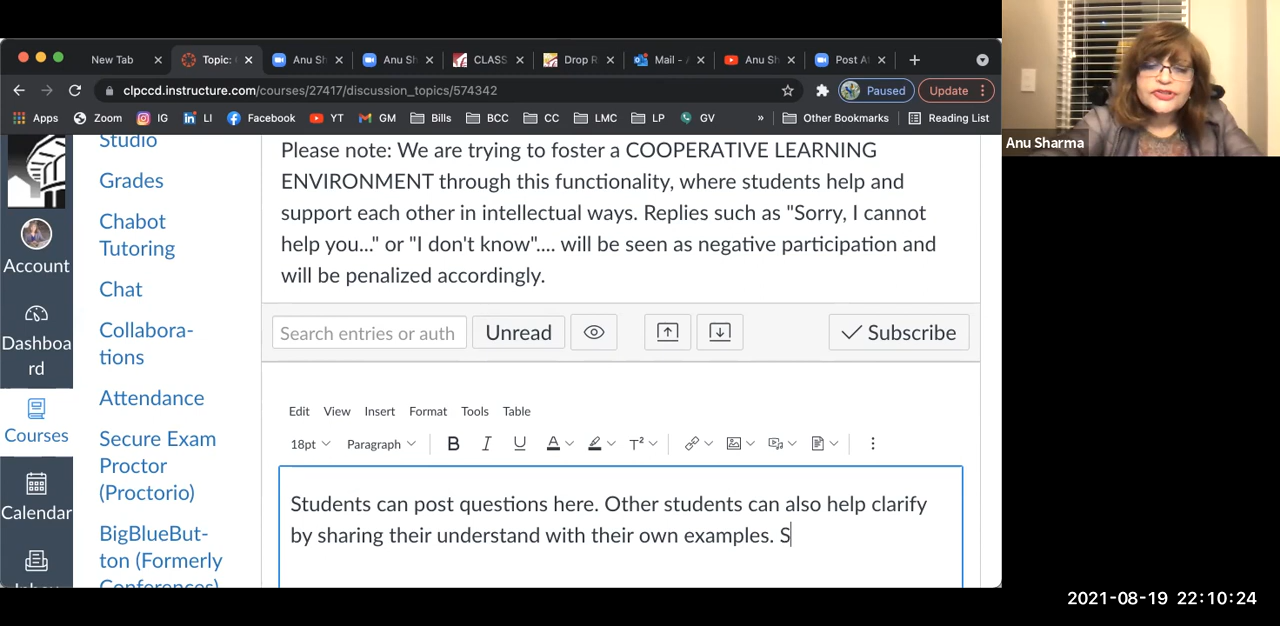 New Tab
Topic:
Anu Sh
Anu Sh
CLASS
Drop R
Mail - 
Anu Sh
Post At
clpccd.instructure.com/courses/27417/discussion_topics/574342
Paused
Update
Apps
Zoom
IG
LI
Facebook
YT
GM
Bills
BCC
CC
LMC
LP
GV
»
Other Bookmarks
Reading List
Anu Sharma
Account
Dashboa
rd
Courses
Calendar
Studio
Grades
Chabot
Tutoring
Chat
Collabora-
tions
Attendance
Secure Exam
Proctor
(Proctorio)
BigBlueBut-
ton (Formerly
Conferences)
Please note: We are trying to foster a COOPERATIVE LEARNING
ENVIRONMENT through this functionality, where students help and
support each other in intellectual ways. Replies such as "Sorry, I cannot
help you..." or "I don't know".... will be seen as negative participation and
will be penalized accordingly.
Search entries or auth
Unread
Subscribe
Edit View Insert Format Tools Table
18pt Paragraph B I U A T²
Students can post questions here. Other students can also help clarify
by sharing their understand with their own examples. S
2021-08-19 22:10:24